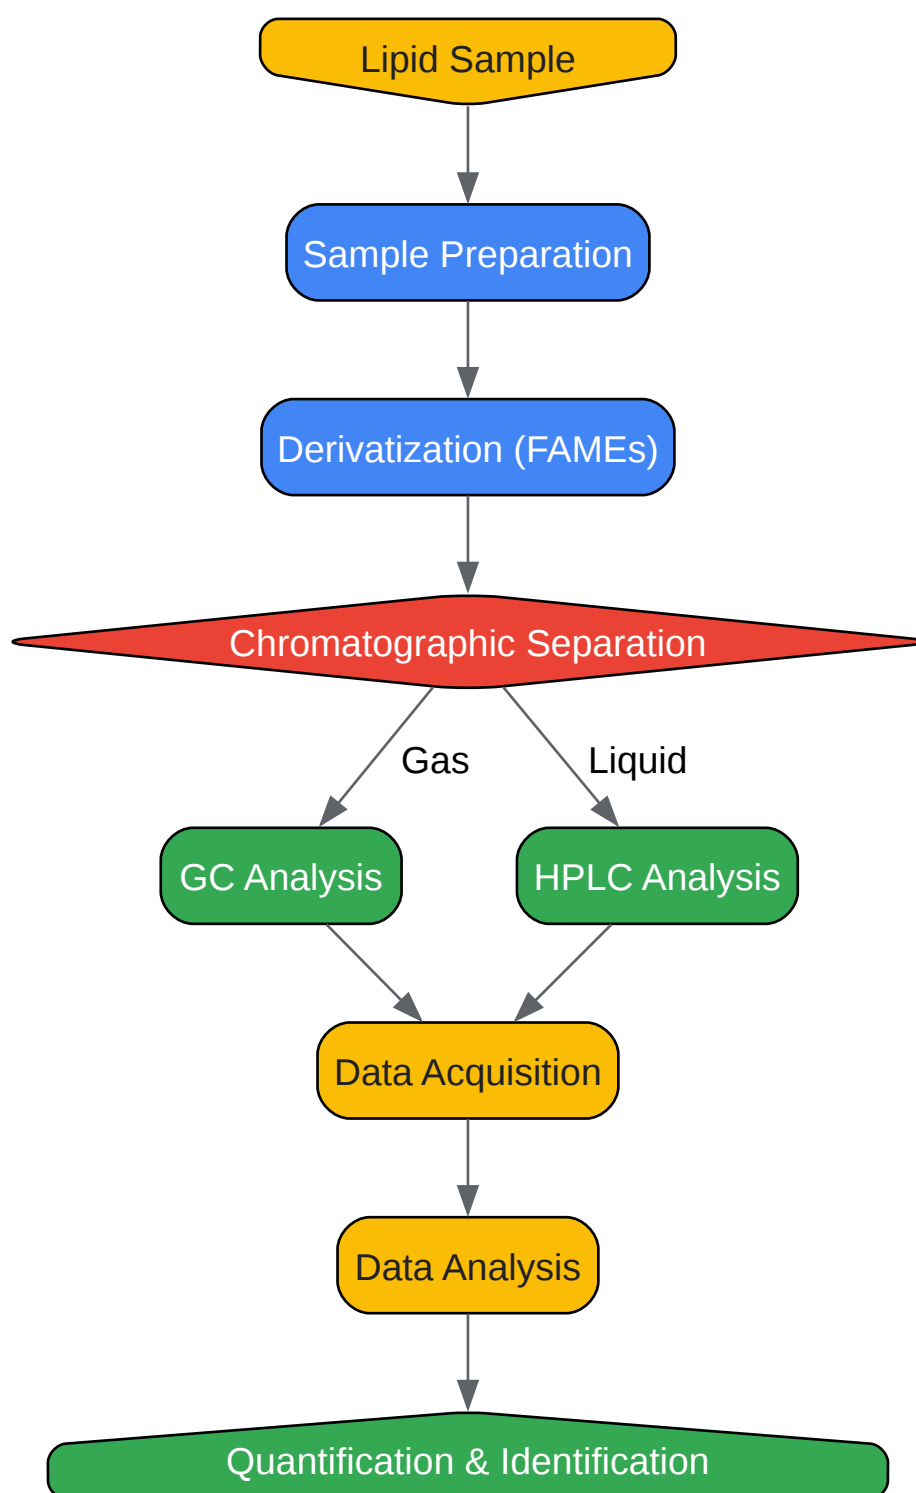 Lipid Sample
Sample Preparation
Derivatization (FAMEs)
Chromatographic Separation
Gas
Liquid
GC Analysis
HPLC Analysis
Data Acquisition
Data Analysis
Quantification & Identification